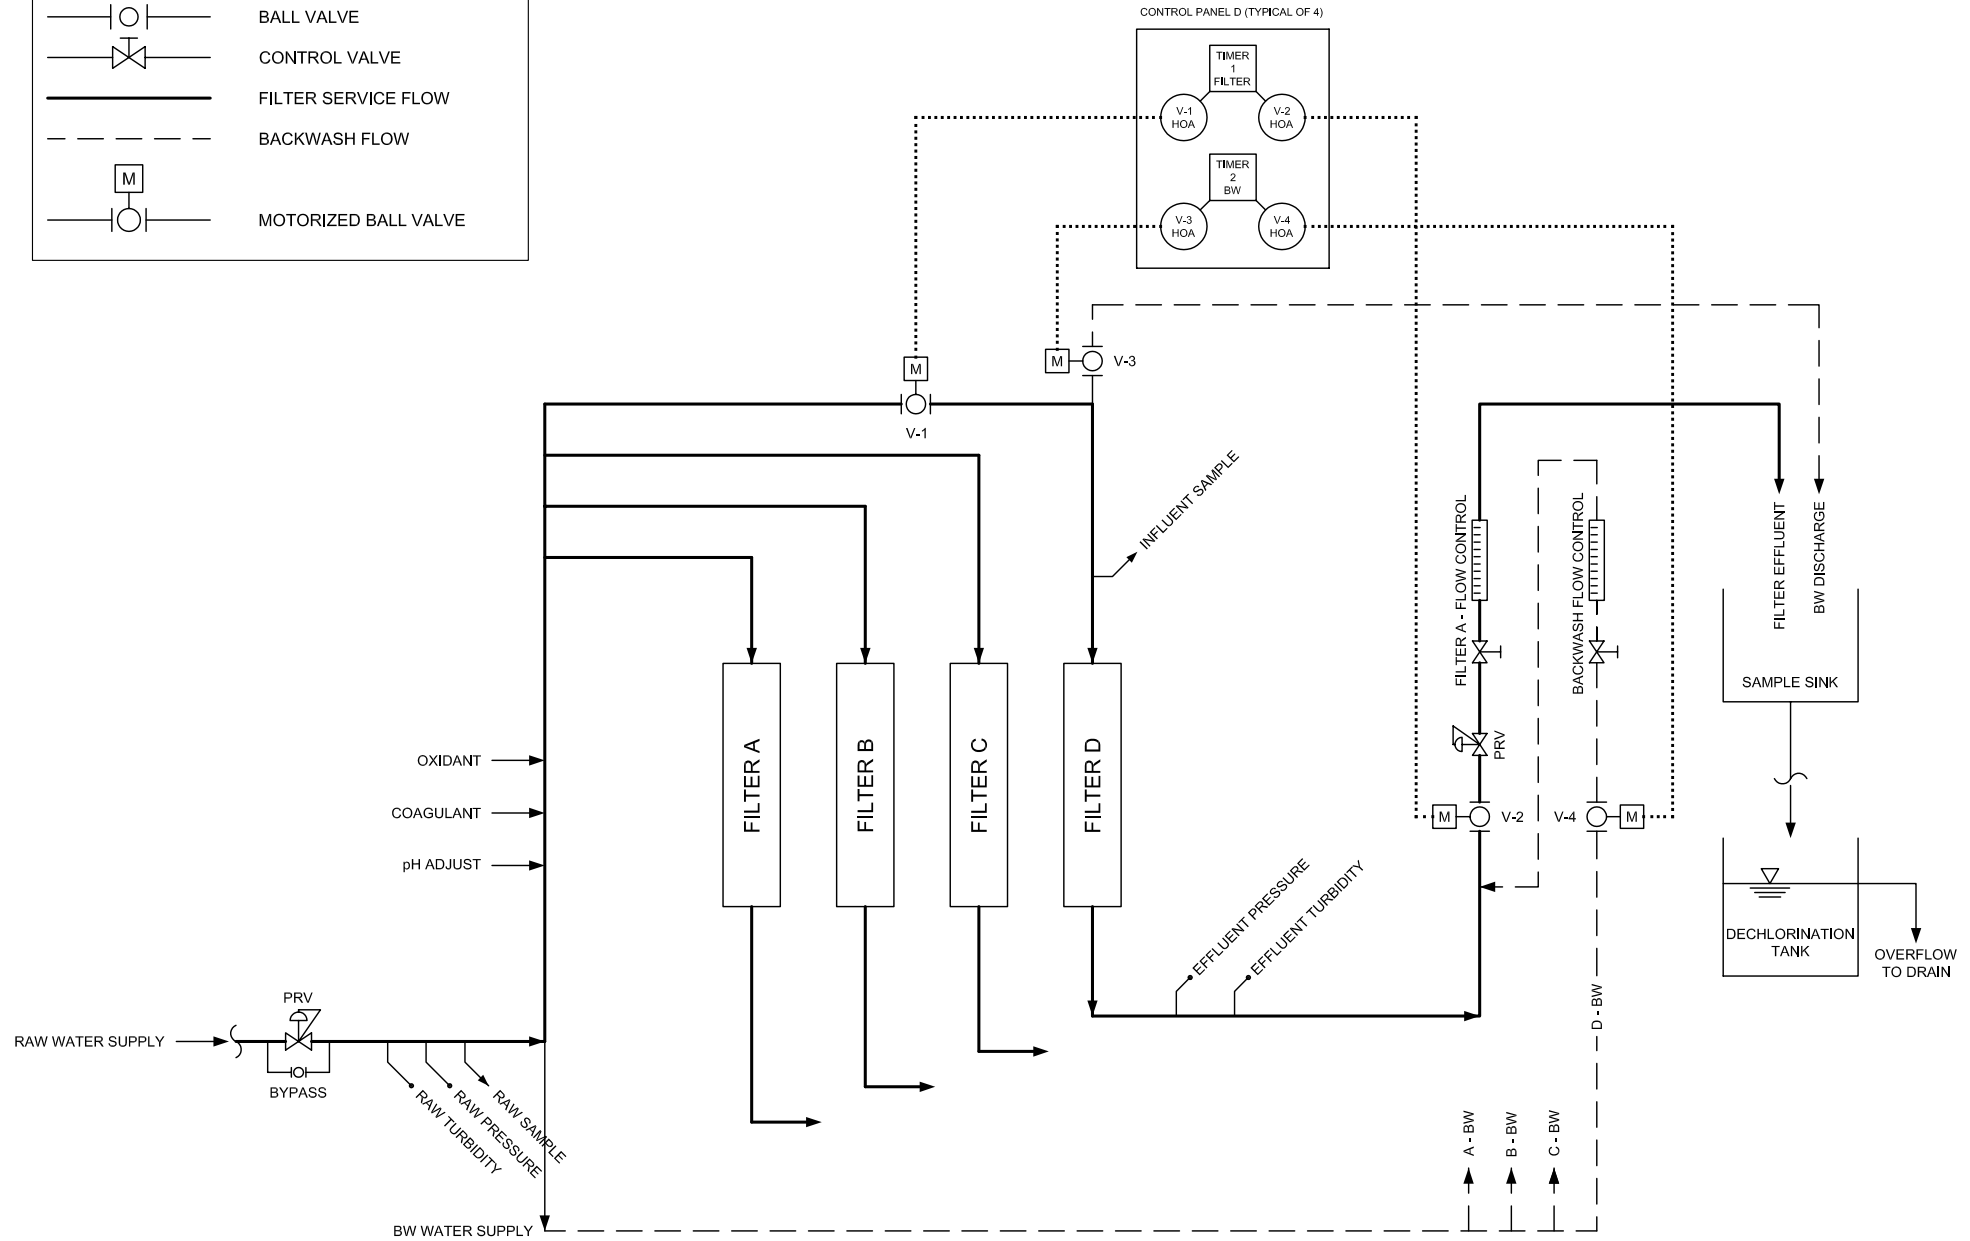 BALL VALVE
CONTROL VALVE
FILTER SERVICE FLOW
BACKWASH FLOW
M
MOTORIZED BALL VALVE
CONTROL PANEL D (TYPICAL OF 4)
TIMER
1
FILTER
V-1
HOA
V-2
HOA
TIMER
2
BW
V-3
HOA
V-4
HOA
M
V-3
M
V-1
INFLUENT SAMPLE
FILTER A - FLOW CONTROL
BACKWASH FLOW CONTROL
FILTER EFFLUENT
BW DISCHARGE
SAMPLE SINK
OXIDANT
COAGULANT
pH ADJUST
FILTER A
FILTER B
FILTER C
FILTER D
PRV
M
V-2
V-4
M
EFFLUENT PRESSURE
EFFLUENT TURBIDITY
DECHLORINATION
TANK
OVERFLOW
TO DRAIN
PRV
RAW WATER SUPPLY
BYPASS
RAW TURBIDITY
RAW PRESSURE
RAW SAMPLE
D - BW
A - BW
B - BW
C - BW
BW WATER SUPPLY